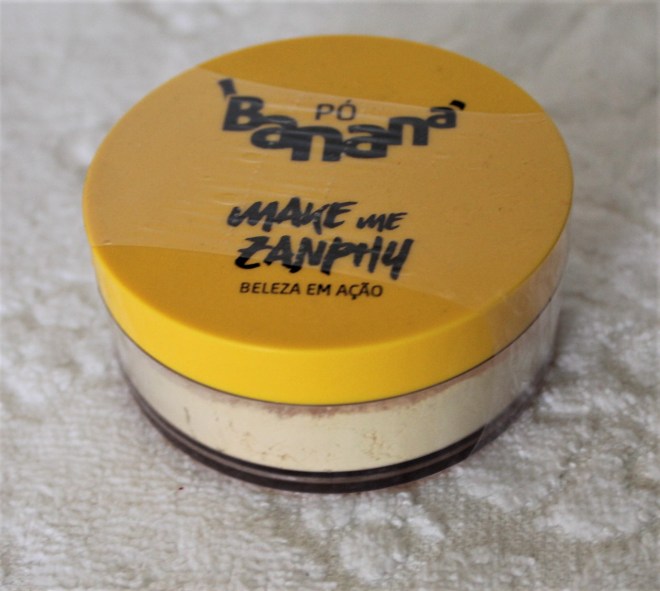 PÓ
'Banana'
MAKE ME
ZANPHY
BELEZA EM AÇÃO